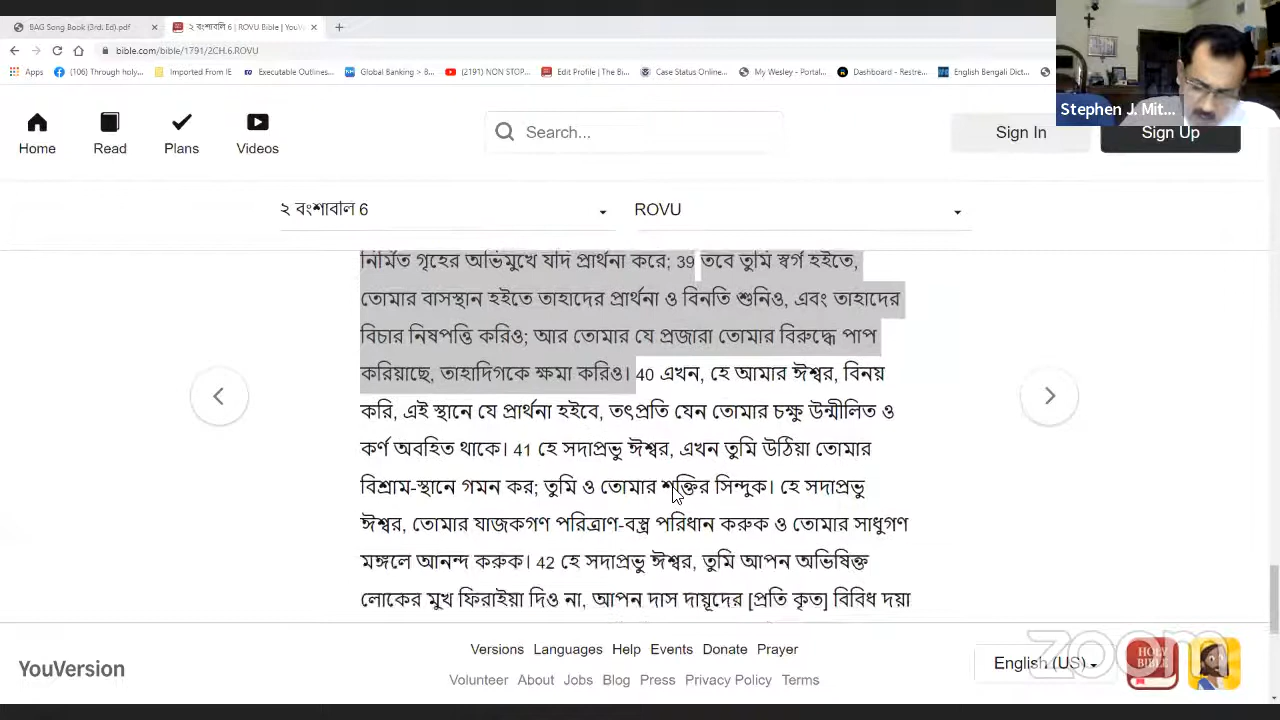 BAG Song Book (3rd. Ed).pdf
২ বংশাবলি 6 | ROVU Bible | YouV
bible.com/bible/1791/2CH.6.ROVU
Apps (106) Through holy... Imported From IE Executive Outlines... Global Banking > 8... (2191) NON STOP... Edit Profile | The Bi... Case Status Online... My Wesley - Portal... Dashboard - Restre... English Bengali Dict...
Stephen J. Mit...
Home Read Plans Videos
Search...
Sign In Sign Up
২ বংশাবলি 6 ROVU
নির্মিত গৃহের অভিমুখে যদি প্রার্থনা করে; 39 তবে তুমি স্বর্গ হইতে,
তোমার বাসস্থান হইতে তাহাদের প্রার্থনা ও বিনতি শুনিও, এবং তাহাদের
বিচার নিষপত্তি করিও; আর তোমার যে প্রজারা তোমার বিরুদ্ধে পাপ
করিয়াছে, তাহাদিগকে ক্ষমা করিও। 40 এখন, হে আমার ঈশ্বর, বিনয়
করি, এই স্থানে যে প্রার্থনা হইবে, তৎপ্রতি যেন তোমার চক্ষু উন্মীলিত ও
কর্ণ অবহিত থাকে। 41 হে সদাপ্রভু ঈশ্বর, এখন তুমি উঠিয়া তোমার
বিশ্রাম-স্থানে গমন কর; তুমি ও তোমার শক্তির সিন্দুক। হে সদাপ্রভু
ঈশ্বর, তোমার যাজকগণ পরিত্রাণ-বস্ত্র পরিধান করুক ও তোমার সাধুগণ
মঙ্গলে আনন্দ করুক। 42 হে সদাপ্রভু ঈশ্বর, তুমি আপন অভিষিক্ত
লোকের মুখ ফিরাইয়া দিও না, আপন দাস দায়ূদের [প্রতি কৃত] বিবিধ দয়া
YouVersion
Versions Languages Help Events Donate Prayer
Volunteer About Jobs Blog Press Privacy Policy Terms
English (US)
HOLY BIBLE
zoom